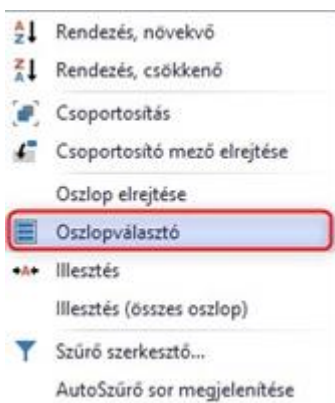 Rendezés, növekvő
Rendezés, csökkenő
Csoportosítás
Csoportosító mező elrejtése
Oszlop elrejtése
Oszlopválasztó
Illesztés
Illesztés (összes oszlop)
Szűrő szerkesztő...
AutoSzűrő sor megjelenítése